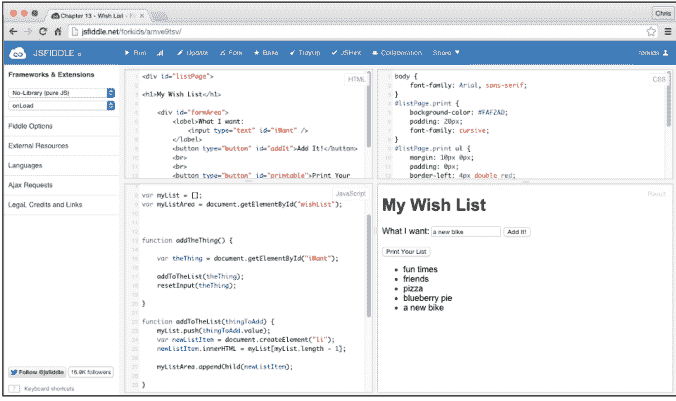 Chapter 13 - Wish List -
Chris
jsfiddle.net/forkids/amve9tsv/
JSFIDDLE
Run
Update
Fork
Base
TidyUp
JSHint
Collaboration
Share
forkids
Frameworks & Extensions
No-Library (pure JS)
onLoad
Fiddle Options
External Resources
Languages
Ajax Requests
Legal, Credits and Links
Follow @jsfiddle
16.9K followers
Keyboard shortcuts
HTML
<div id="listPage">
<h1>My Wish List</h1>
<div id="formArea">
<label>What I want:
<input type="text" id="iWant" />
</label>
<button type="button" id="addIt">Add It!</button>
<br>
<br>
<button type="button" id="printable">Print Your
CSS
body {
font-family: Arial, sans-serif;
}
#listPage.print {
background-color: #FAFZAD;
padding: 20px;
font-family: cursive;
}
#listPage.print ul {
margin: 10px 0px;
padding: 0px;
border-left: 4px double red;
JavaScript
var myList = [];
var myListArea = document.getElementById("wishList");
function addTheThing() {
var theThing = document.getElementById("iWant");
addToTheList(theThing);
resetInput(theThing);
}
function addToTheList(thingToAdd) {
myList.push(thingToAdd.value);
var newListItem = document.createElement("li");
newListItem.innerHTML = myList[myList.length - 1];
myListArea.appendChild(newListItem);
}
Result
My Wish List
What I want: a new bike Add It!
Print Your List
• fun times
• friends
• pizza
• blueberry pie
• a new bike